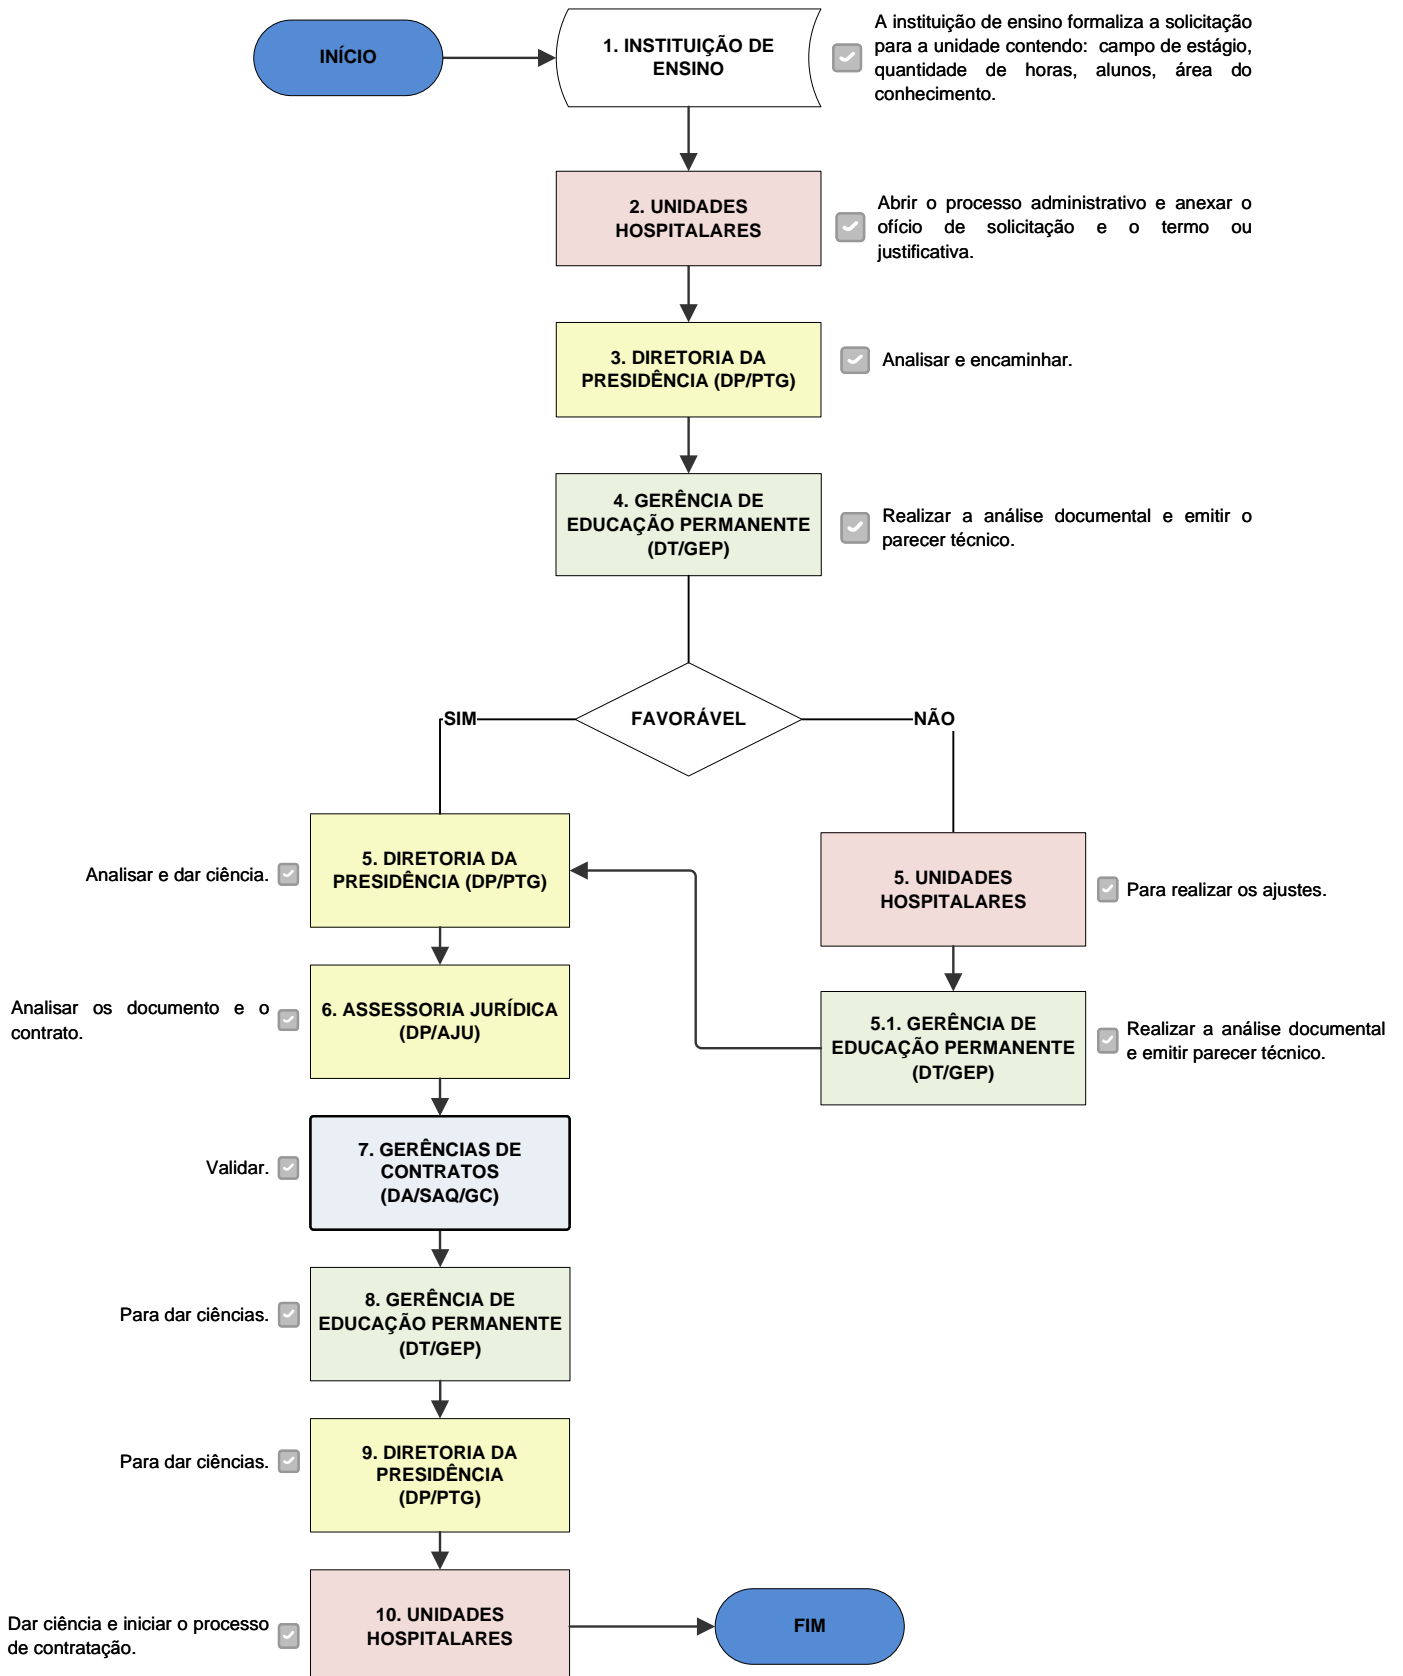 INÍCIO
1. INSTITUIÇÃO DE
ENSINO
A instituição de ensino formaliza a solicitação
para a unidade contendo: campo de estágio,
quantidade de horas, alunos, área do
conhecimento.
2. UNIDADES
HOSPITALARES
Abrir o processo administrativo e anexar o
ofício de solicitação e o termo ou
justificativa.
3. DIRETORIA DA
PRESIDÊNCIA (DP/PTG)
Analisar e encaminhar.
4. GERÊNCIA DE
EDUCAÇÃO PERMANENTE
(DT/GEP)
Realizar a análise documental e emitir o
parecer técnico.
SIM
FAVORÁVEL
NÃO
Analisar e dar ciência.
5. DIRETORIA DA
PRESIDÊNCIA (DP/PTG)
5. UNIDADES
HOSPITALARES
Para realizar os ajustes.
Analisar os documento e o
contrato.
6. ASSESSORIA JURÍDICA
(DP/AJU)
5.1. GERÊNCIA DE
EDUCAÇÃO PERMANENTE
(DT/GEP)
Realizar a análise documental
e emitir parecer técnico.
Validar.
7. GERÊNCIAS DE
CONTRATOS
(DA/SAQ/GC)
Para dar ciências.
8. GERÊNCIA DE
EDUCAÇÃO PERMANENTE
(DT/GEP)
Para dar ciências.
9. DIRETORIA DA
PRESIDÊNCIA
(DP/PTG)
Dar ciência e iniciar o processo
de contratação.
10. UNIDADES
HOSPITALARES
FIM